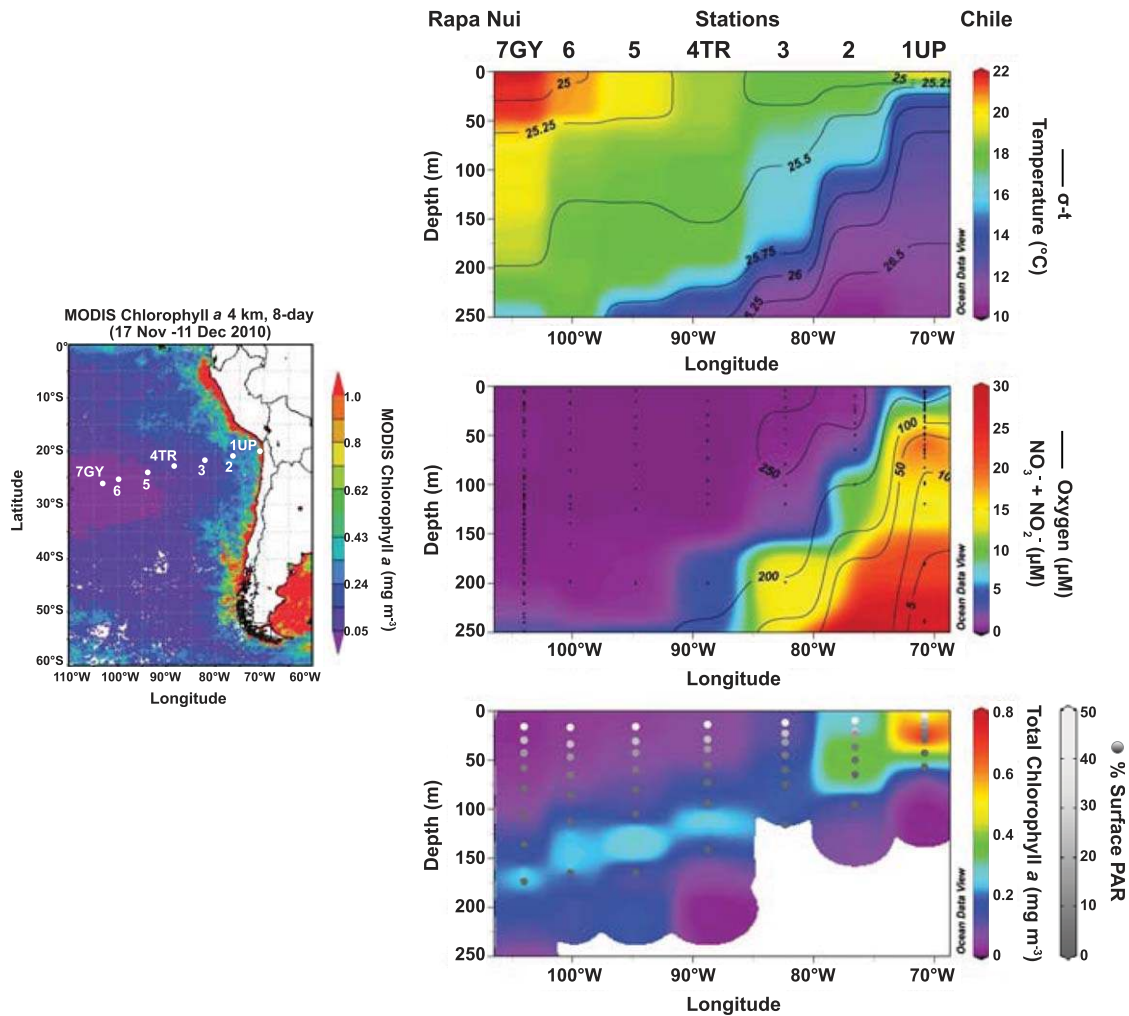 Rapa Nui Stations Chile
7GY 6 5 4TR 3 2 1UP
0
50
100
150
200
250
Depth (m)
25
25.25
25.5
25.75
26
.25
26.5
25
25.25
100°W 90°W 80°W 70°W
Longitude
Ocean Data View
22
20
18
16
14
12
10
Temperature (°C)
σ-t
MODIS Chlorophyll a 4 km, 8-day
(17 Nov -11 Dec 2010)
0°
10°S
20°S
30°S
40°S
50°S
60°S
Latitude
7GY
6
5
4TR
3
2
1UP
110°W 100°W 90°W 80°W 70°W 60°W
Longitude
1.0
0.8
0.62
0.43
0.24
0.05
MODIS Chlorophyll a (mg m-3)
0
50
100
150
200
250
Depth (m)
250
200
100
50
10
5
100°W 90°W 80°W 70°W
Longitude
Ocean Data View
30
25
20
15
10
5
0
NO3- + NO2- (μM)
Oxygen (μM)
0
50
100
150
200
250
Depth (m)
100°W 90°W 80°W 70°W
Longitude
Ocean Data View
0.8
0.6
0.4
0.2
0
Total Chlorophyll a (mg m-3)
50
40
30
20
10
0
% Surface PAR